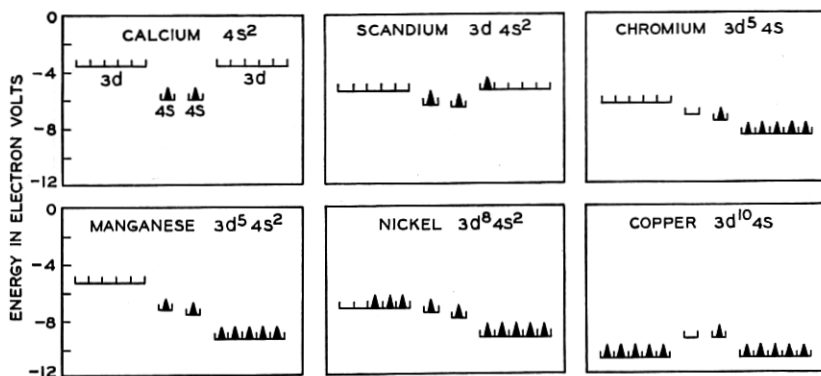 ENERGY IN ELECTRON VOLTS
0
-4
-8
-12
CALCIUM 4S²
3d 3d
4S 4S
SCANDIUM 3d 4S²
CHROMIUM 3d⁵ 4S
0
-4
-8
-12
MANGANESE 3d⁵ 4S²
NICKEL 3d⁸ 4S²
COPPER 3d¹⁰ 4S